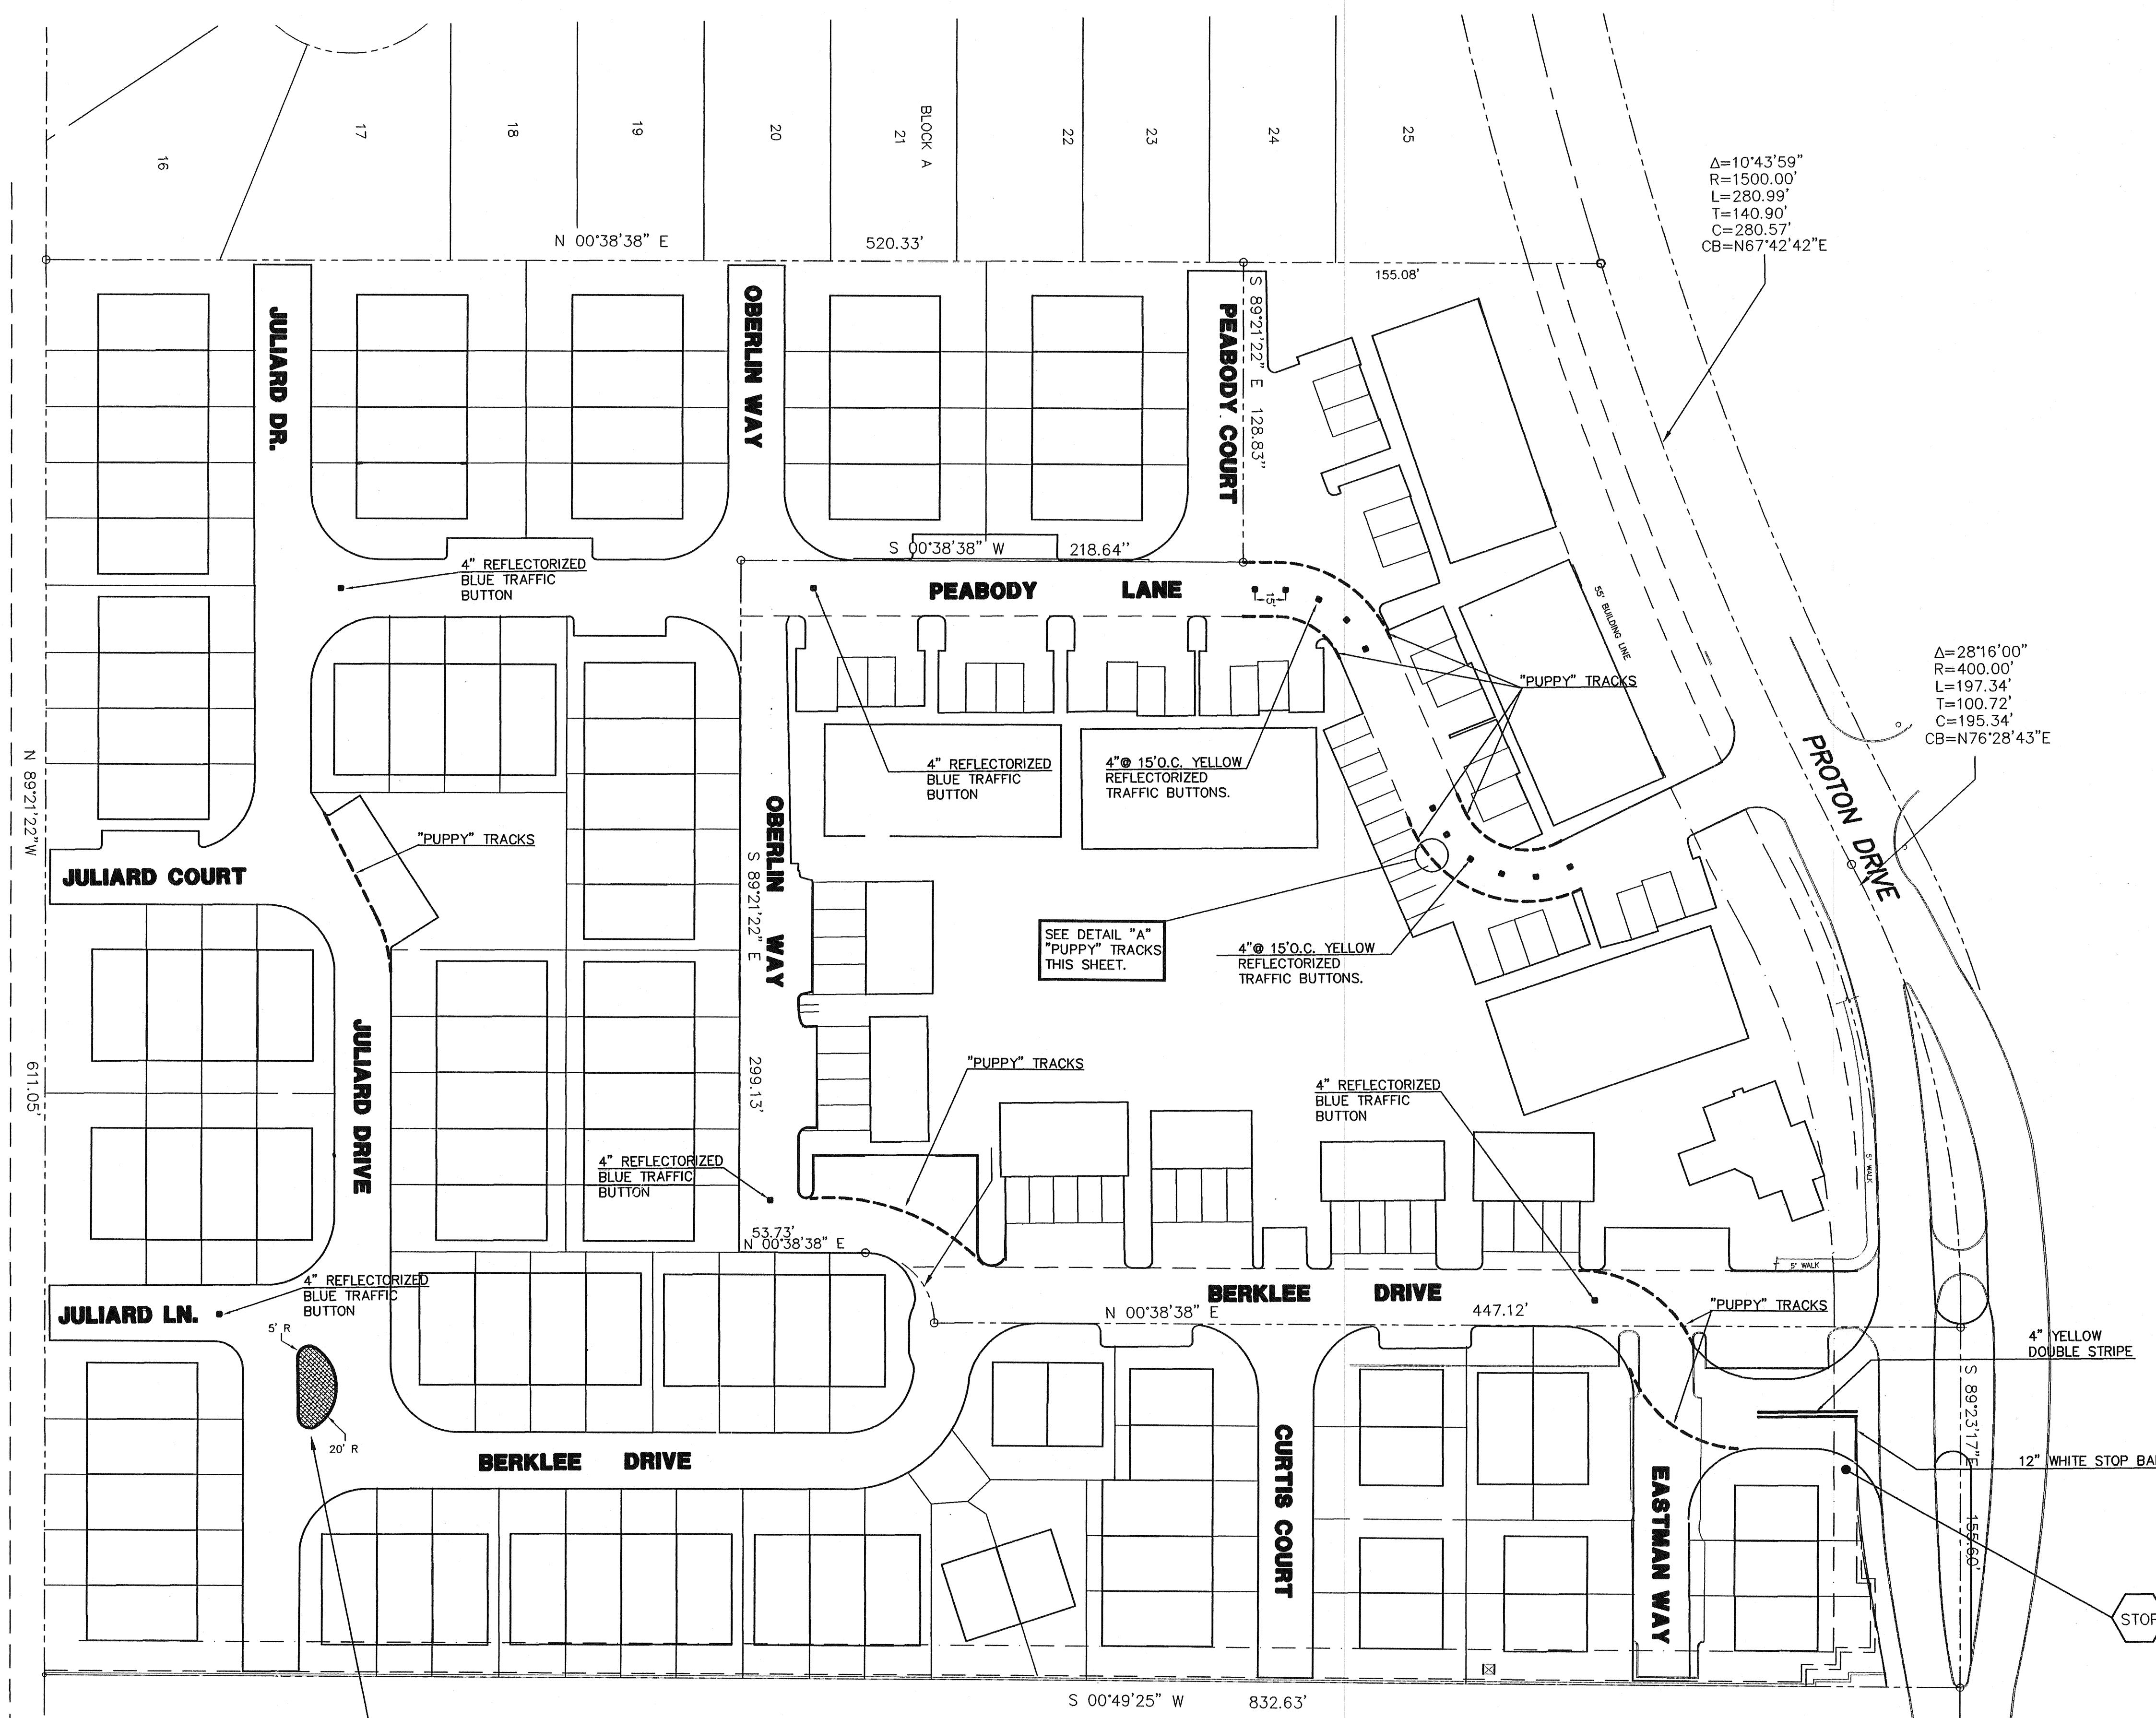 16
17
18
19
20
21
BLOCK A
22
23
24
25
Δ=10°43'59"
R=1500.00'
L=280.99'
T=140.90'
C=280.57'
CB=N67°42'42"E
N 00°38'38" E
520.33'
155.08'
JULIARD DR.
OBERLIN WAY
PEABODY COURT
S 89°21'22" E 128.83"
4" REFLECTORIZED
BLUE TRAFFIC
BUTTON
S 00°38'38" W
218.64"
PEABODY LANE
15'
55' BUILDING LINE
"PUPPY" TRACKS
Δ=28°16'00"
R=400.00'
L=197.34'
T=100.72'
C=195.34'
CB=N76°28'43"E
PROTON DRIVE
4" REFLECTORIZED
BLUE TRAFFIC
BUTTON
4"@ 15'O.C. YELLOW
REFLECTORIZED
TRAFFIC BUTTONS.
N 89°21'22"W
611.05'
"PUPPY" TRACKS
JULIARD COURT
OBERLIN WAY
S 89°21'22" E
299.13'
SEE DETAIL "A"
"PUPPY" TRACKS
THIS SHEET.
4"@ 15'O.C. YELLOW
REFLECTORIZED
TRAFFIC BUTTONS.
JULIARD DRIVE
"PUPPY" TRACKS
4" REFLECTORIZED
BLUE TRAFFIC
BUTTON
4" REFLECTORIZED
BLUE TRAFFIC
BUTTON
5' WALK
53.73'
N 00°38'38" E
5' WALK
4" REFLECTORIZED
BLUE TRAFFIC
BUTTON
JULIARD LN.
BERKLEE DRIVE
N 00°38'38" E
447.12'
"PUPPY" TRACKS
5' R
20' R
4" YELLOW
DOUBLE STRIPE
S 89°23'17"E
155.60'
BERKLEE DRIVE
CURTIS COURT
EASTMAN WAY
12" WHITE STOP
STOP
S 00°49'25" W
832.63'